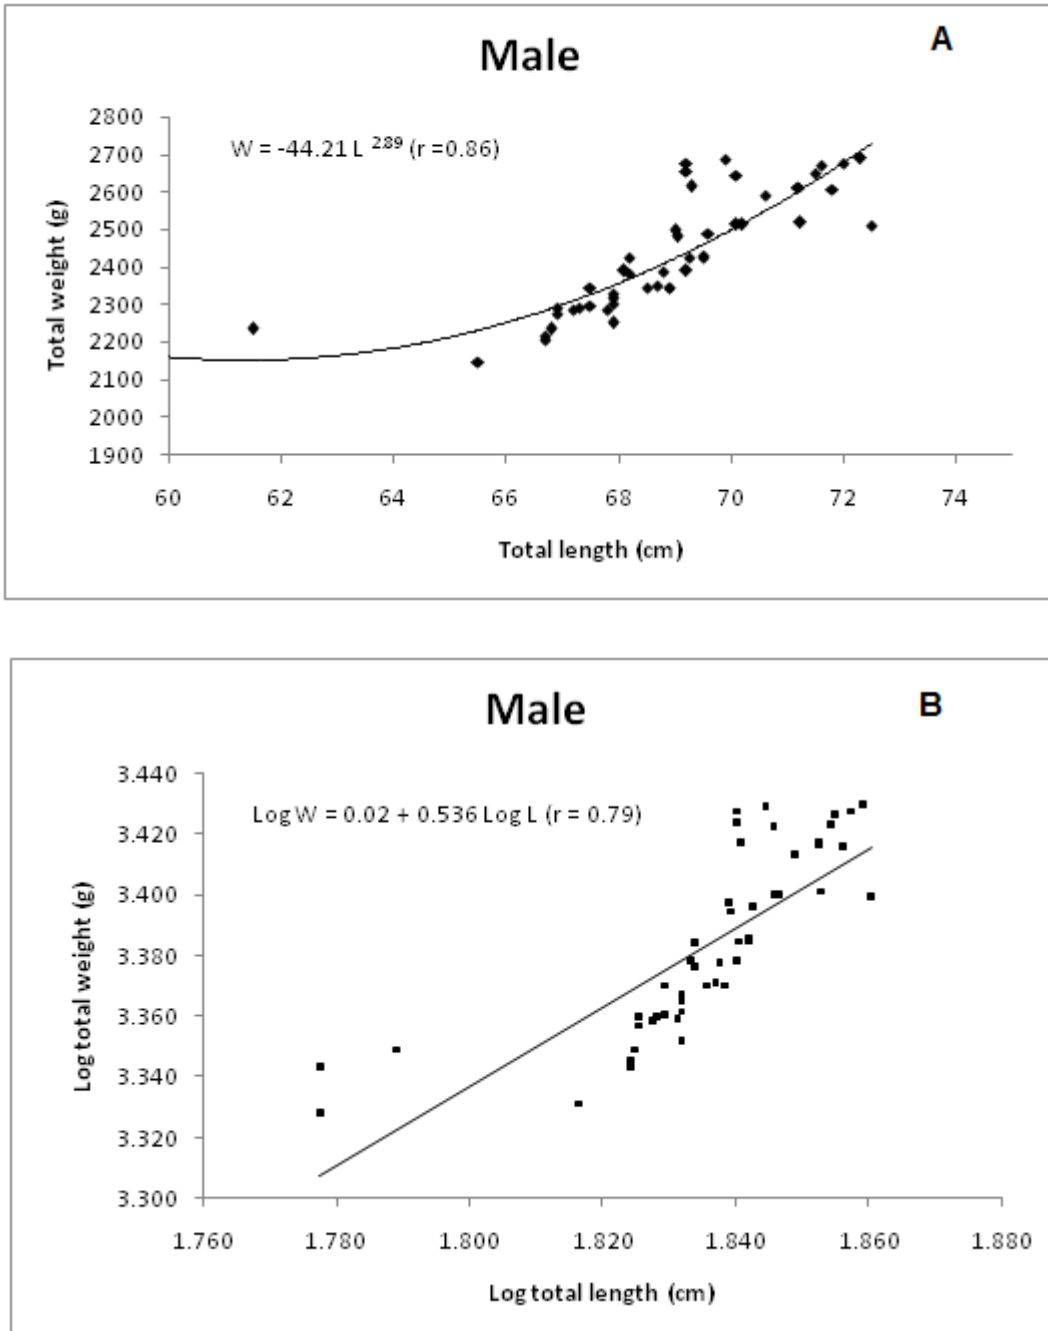 Male
A
W = -44.21 L 2.89 (r =0.86)
2800
2700
2600
2500
2400
2300
2200
2100
2000
1900
Total weight (g)
60 62 64 66 68 70 72 74
Total length (cm)
Male
B
Log W = 0.02 + 0.536 Log L (r = 0.79)
3.440
3.420
3.400
3.380
3.360
3.340
3.320
3.300
Log total weight (g)
1.760 1.780 1.800 1.820 1.840 1.860 1.880
Log total length (cm)